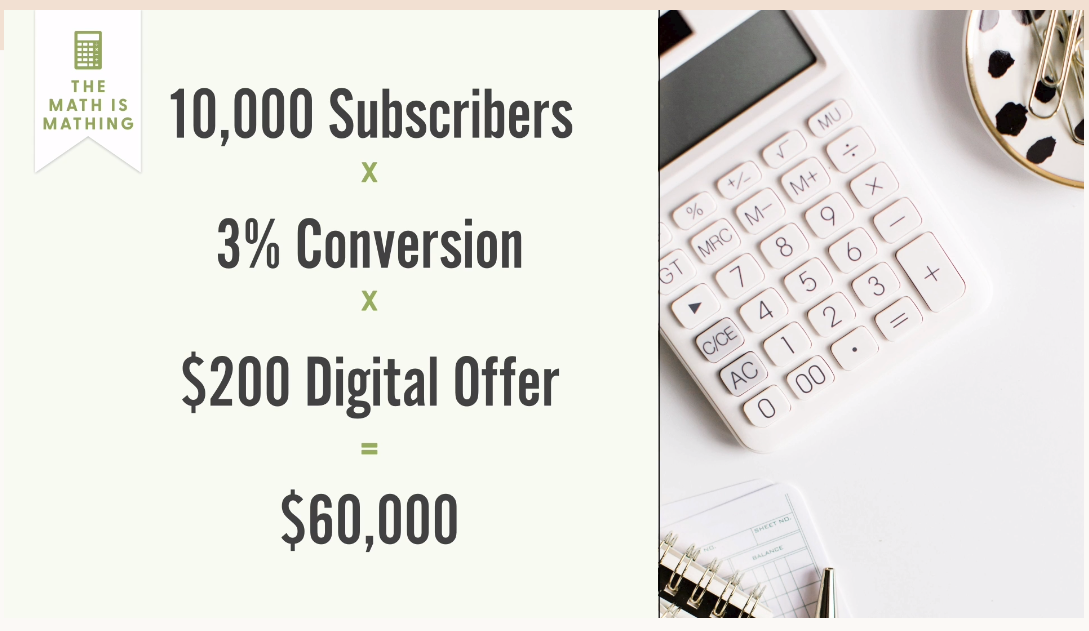 THE
MATH IS
MATHING
10,000 Subscribers
x
3% Conversion
x
$200 Digital Offer
=
$60,000
MU
√
÷
+/−
M+
×
%
M−
9
−
MRC
8
6
+
GT
7
5
3
▶
4
2
=
C/CE
1
.
AC
00
0
SHEET NO.
NO.
BALANCE